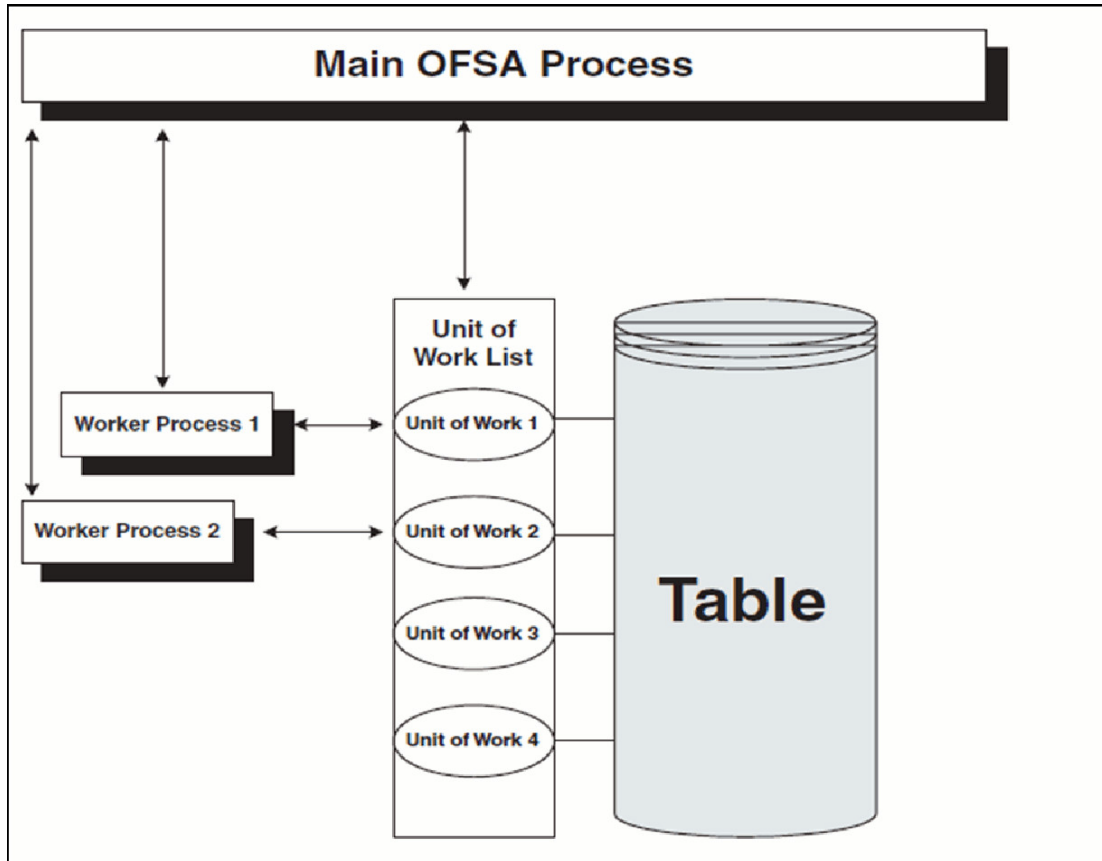 Main OFSA Process
Unit of
Work List
Worker Process 1
Unit of Work 1
Worker Process 2
Unit of Work 2
Unit of Work 3
Unit of Work 4
Table